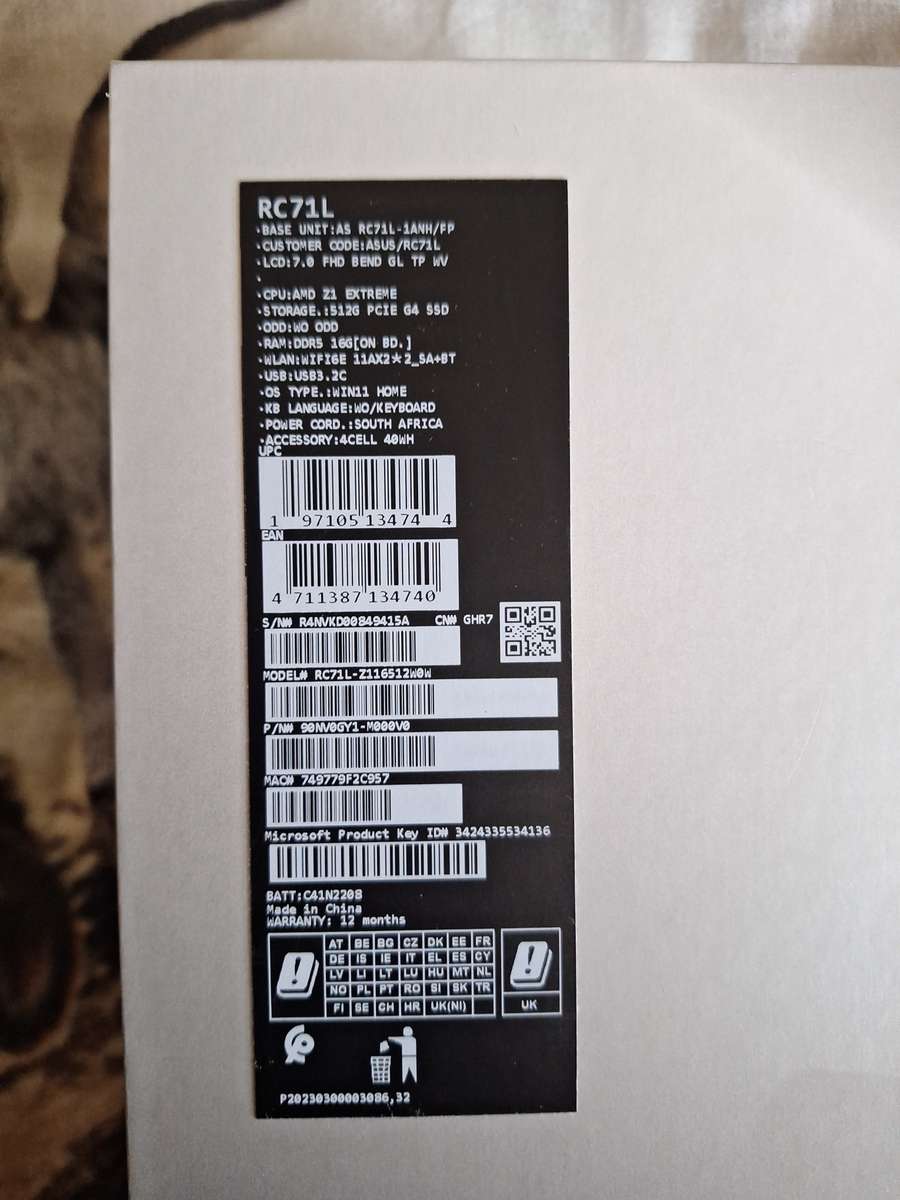 RC71L
·BASE UNIT:AS RC71L-1ANH/FP
·CUSTOMER CODE:ASUS/RC71L
·LCD:7.0 FHD BEND GL TP WV
·CPU:AMD Z1 EXTREME
·STORAGE.:512G PCIE G4 SSD
·ODD:WO ODD
·RAM:DDR5 16G[ON BD.]
·WLAN:WIFI6E 11AX2*2_SA+BT
·USB:USB3.2C
·OS TYPE.:WIN11 HOME
·KB LANGUAGE:WO/KEYBOARD
·POWER CORD.:SOUTH AFRICA
·ACCESSORY:4CELL 40WH
UPC
1 97105 13474 4
EAN
4 711387 134740
S/N# R4NVKD00849415A CN# GHR7
MODEL# RC71L-Z116512W0W
P/N# 90NV0GY1-M000V0
MAC# 749779F2C957
Microsoft Product Key ID# 3424335534136
BATT:C41N2208
Made in China
WARRANTY: 12 months
AT BE BG CZ DK EE FR
DE IS IE IT EL ES CY
LV LI LT LU HU MT NL
NO PL PT RO SI SK TR
FI SE CH HR UK(NI)
UK
P20230300003086,32